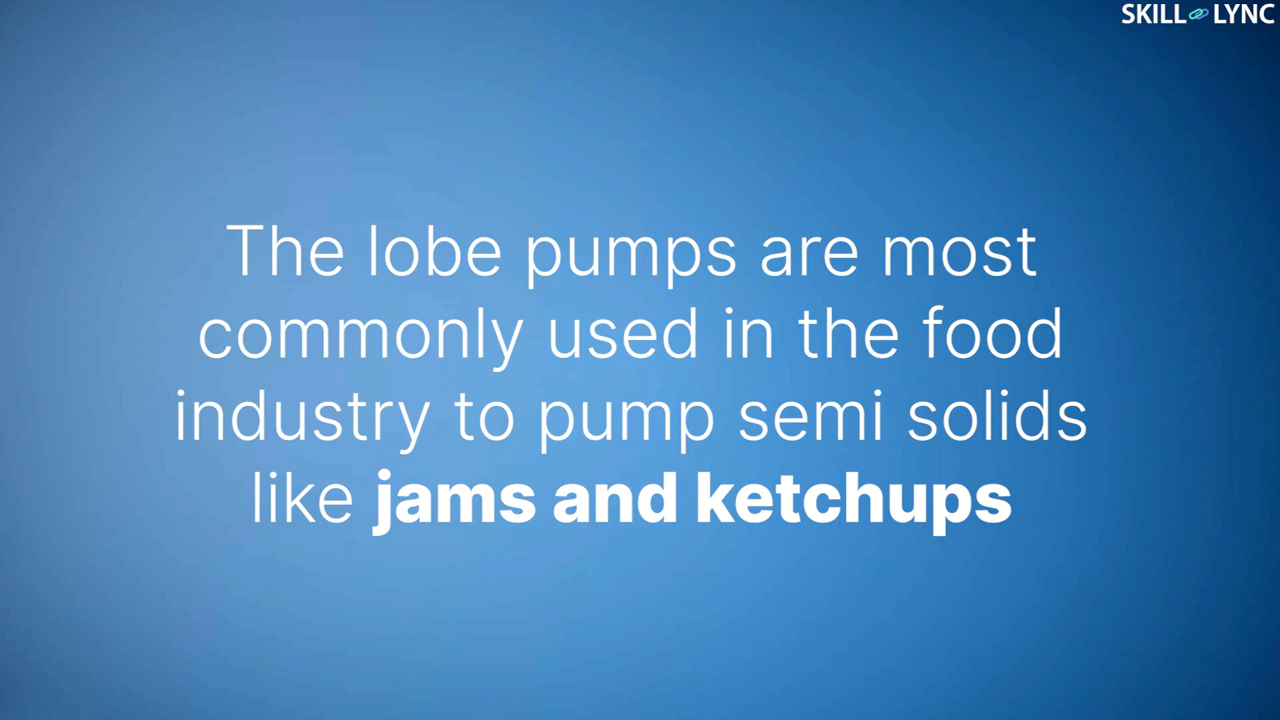 SKILL LYNC
The lobe pumps are most
commonly used in the food
industry to pump semi solids
like jams and ketchups